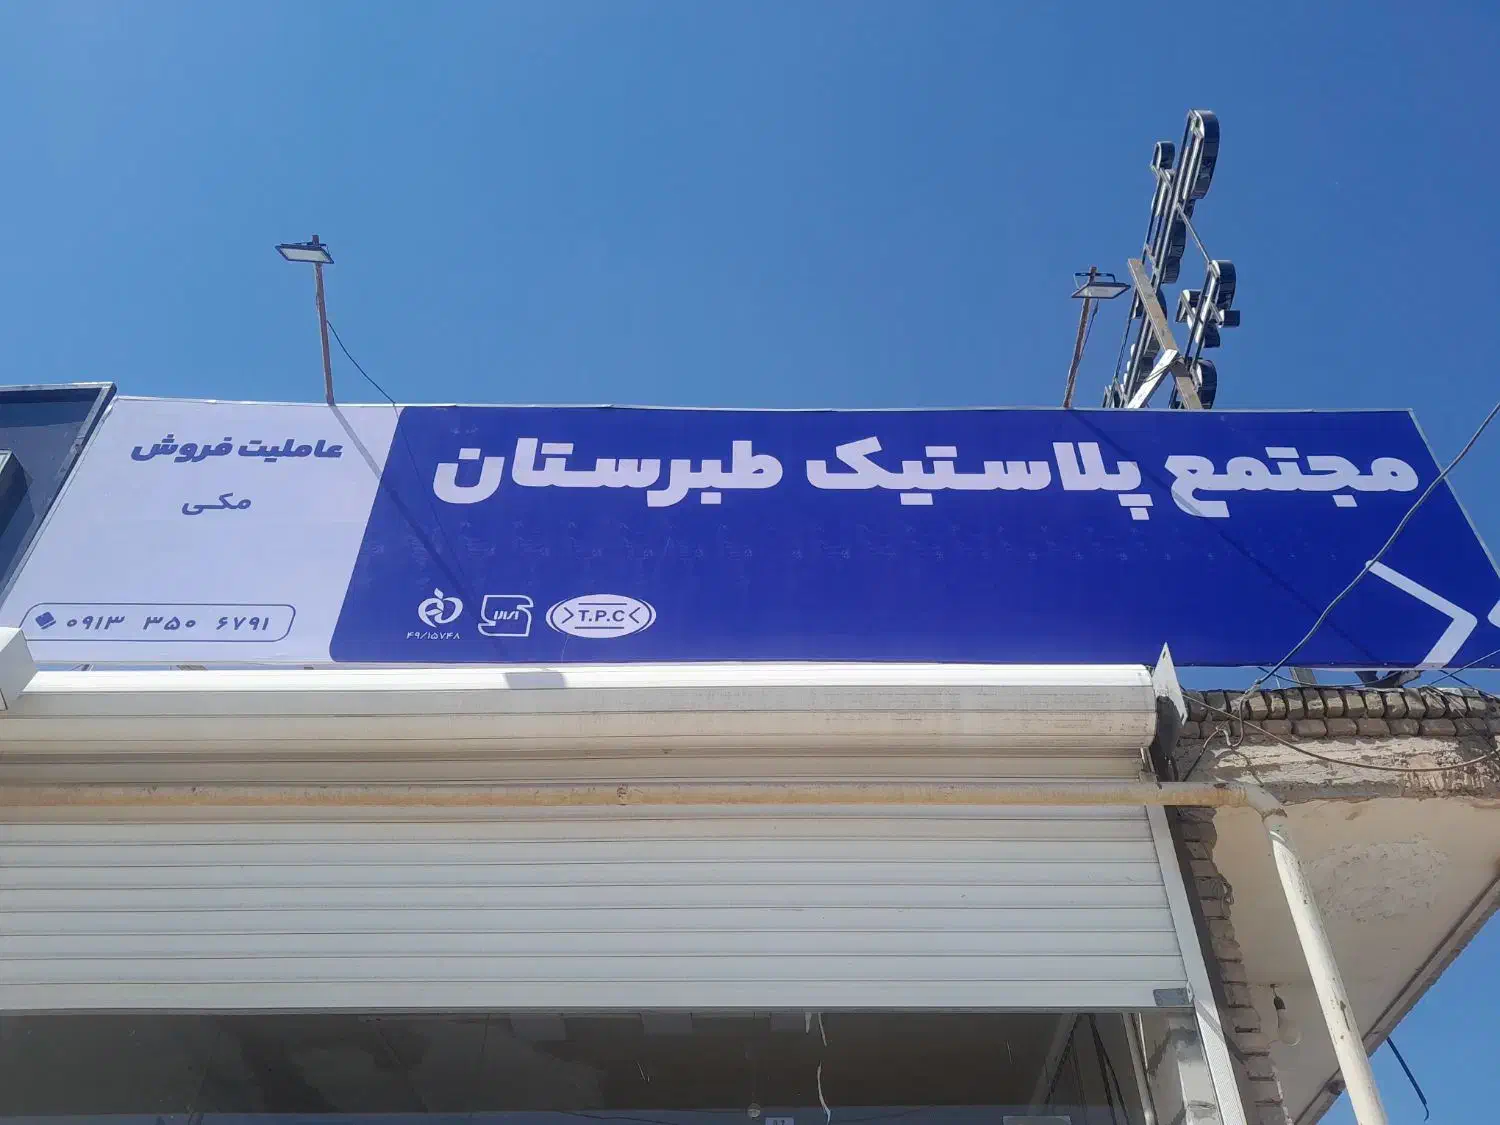 مجتمع پلاستیک طبرستان
عاملیت فروش
مکی
۰۹۱۳ ۳۵۰ ۶۷۹۱
>T.P.C<
۴۹/۱۵۷۴۸